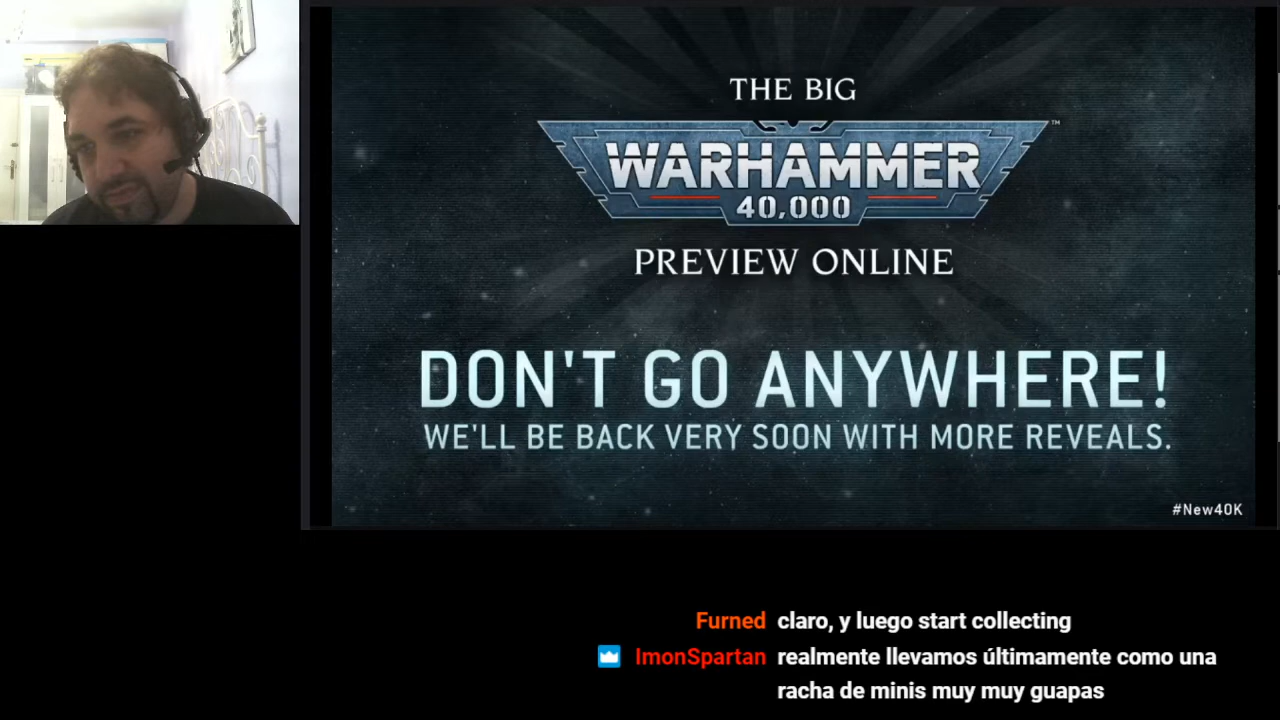 THE BIG
WARHAMMER™
40,000
PREVIEW ONLINE
DON'T GO ANYWHERE!
WE'LL BE BACK VERY SOON WITH MORE REVEALS.
#New40K
Furned claro, y luego start collecting
ImonSpartan realmente llevamos últimamente como una
racha de minis muy muy guapas